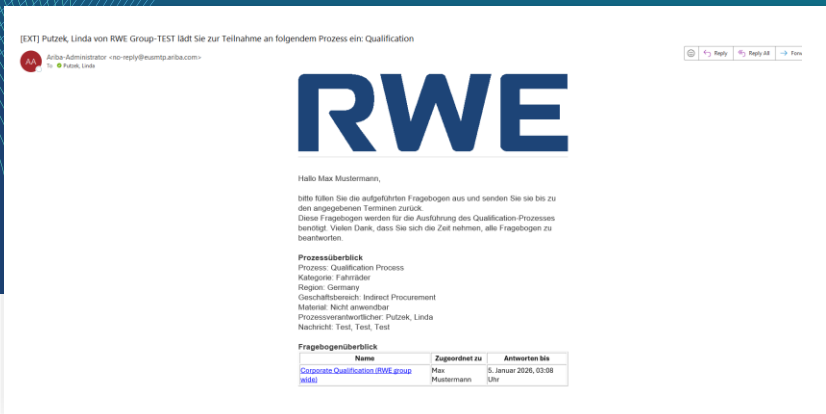 [EXT] Putzek, Linda von RWE Group-TEST lädt Sie zur Teilnahme an folgendem Prozess ein: Qualification
AA
Ariba-Administrator <no-reply@eusmtp.ariba.com>
To Putzek, Linda
Reply Reply All Forw
RWE
Hallo Max Mustermann,
bitte füllen Sie die aufgeführten Fragebogen aus und senden Sie sie bis zu
den angegebenen Terminen zurück.
Diese Fragebogen werden für die Ausführung des Qualification-Prozesses
benötigt. Vielen Dank, dass Sie sich die Zeit nehmen, alle Fragebogen zu
beantworten.
Prozessüberblick
Prozess: Qualification Process
Kategorie: Fahrräder
Region: Germany
Geschäftsbereich: Indirect Procurement
Material: Nicht anwendbar
Prozessverantwortlicher: Putzek, Linda
Nachricht: Test, Test, Test
Fragebogenüberblick
Name Zugeordnet zu Antworten bis
Corporate Qualification (RWE group Max 5. Januar 2026, 03:08
wide) Mustermann Uhr